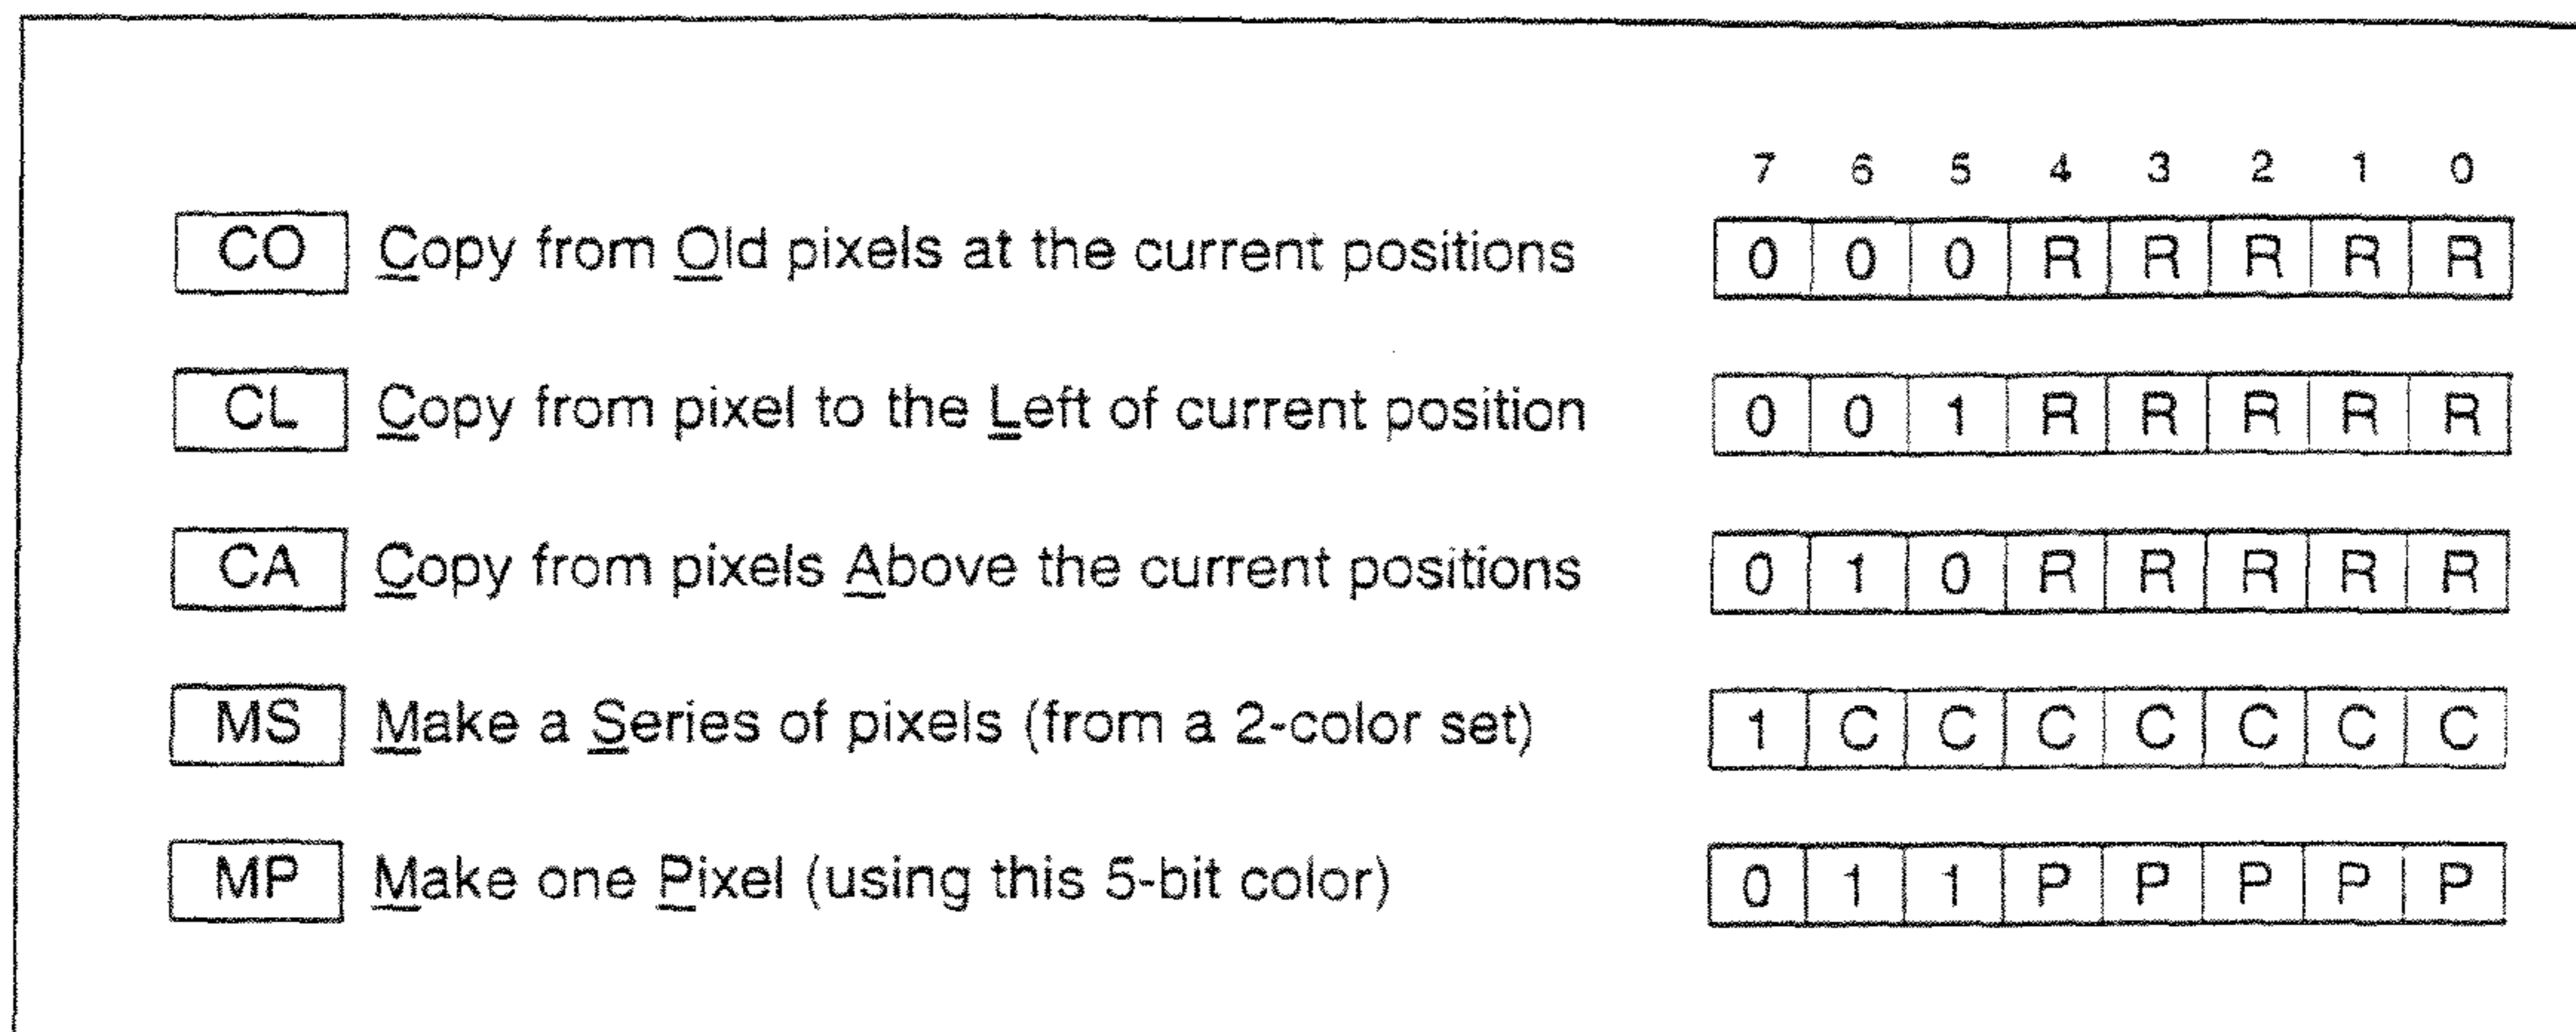 7 6 5 4 3 2 1 0
CO Copy from Old pixels at the current positions 0 0 0 R R R R R
CL Copy from pixel to the Left of current position 0 0 1 R R R R R
CA Copy from pixels Above the current positions 0 1 0 R R R R R
MS Make a Series of pixels (from a 2-color set) 1 C C C C C C C
MP Make one Pixel (using this 5-bit color) 0 1 1 P P P P P